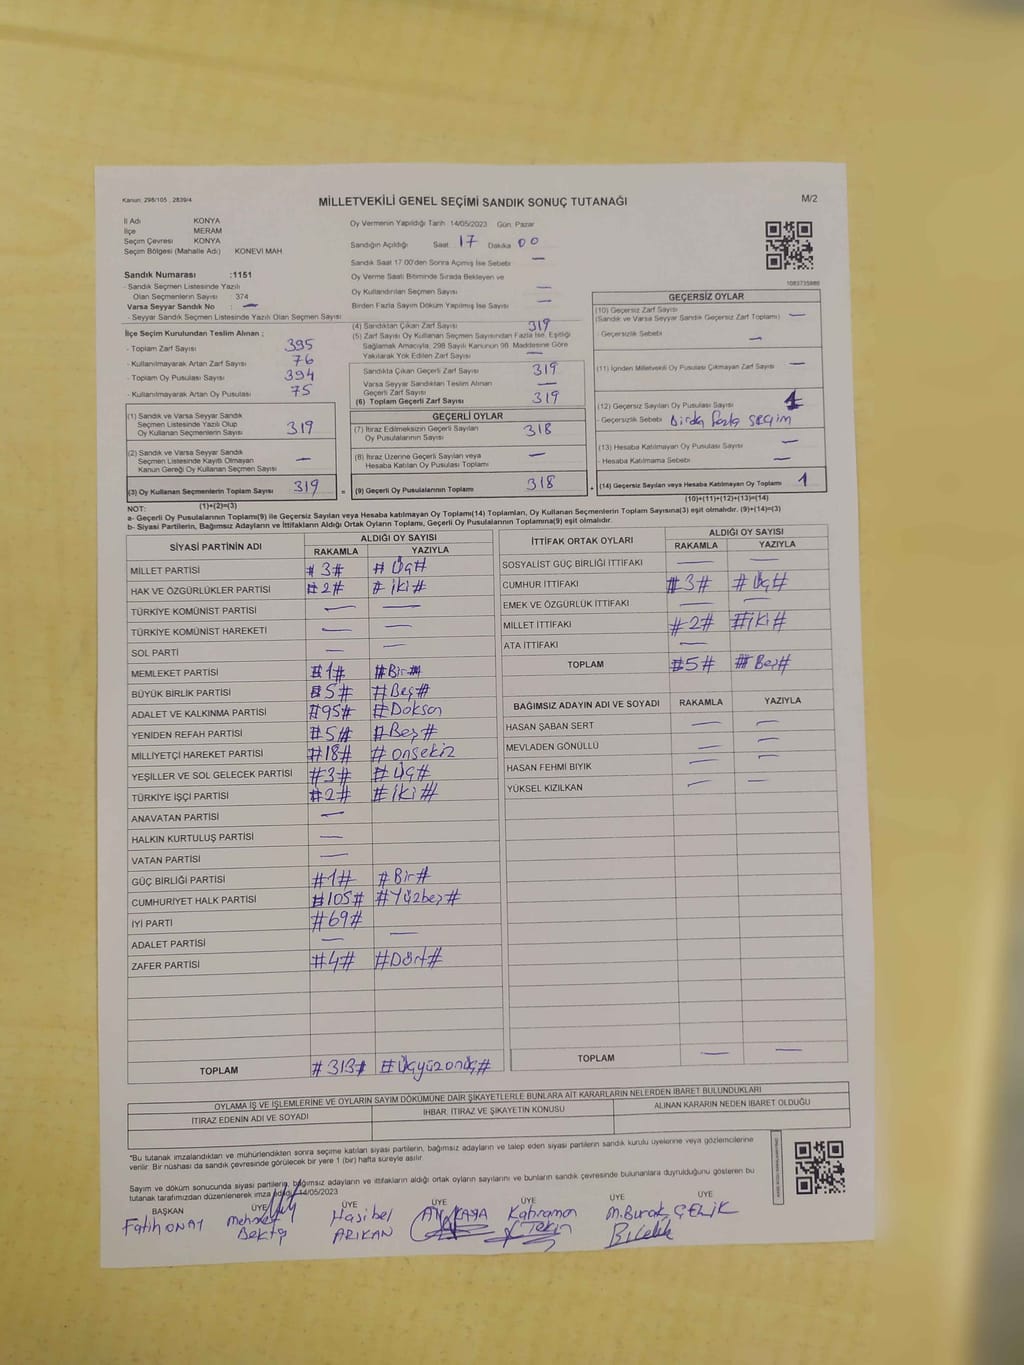 Kanun: 298/105 , 2839/4
MİLLETVEKİLİ GENEL SEÇİMİ SANDIK SONUÇ TUTANAĞI
M/2
İl Adı KONYA
İlçe MERAM
Seçim Çevresi KONYA
Seçim Bölgesi (Mahalle Adı) KONEVİ MAH
Sandık Numarası :1151
- Sandık Seçmen Listesinde Yazılı
Olan Seçmenlerin Sayısı : 374
Varsa Seyyar Sandık No : —
- Seyyar Sandık Seçmen Listesinde Yazılı Olan Seçmen Sayısı
İlçe Seçim Kurulundan Teslim Alınan ;
- Toplam Zarf Sayısı 395
- Kullanılmayarak Artan Zarf Sayısı 76
- Toplam Oy Pusulası Sayısı 394
- Kullanılmayarak Artan Oy Pusulası 75
(1) Sandık ve Varsa Seyyar Sandık
Seçmen Listesinde Yazılı Olup
Oy Kullanan Seçmenlerin Sayısı 319
(2) Sandık ve Varsa Seyyar Sandık
Seçmen Listesinde Kayıtlı Olmayan
Kanun Gereği Oy Kullanan Seçmen Sayısı —
(3) Oy Kullanan Seçmenlerin Toplam Sayısı 319 =
(1)+(2)=(3)
Oy Vermenin Yapıldığı Tarih 14/05/2023 Gün: Pazar
Sandığın Açıldığı Saat 17 Dakika 00
Sandık Saat 17.00'den Sonra Açılmış İse Sebebi —
Oy Verme Saati Bitiminde Sırada Bekleyen ve
Oy Kullandırılan Seçmen Sayısı —
Birden Fazla Sayım Döküm Yapılmış İse Sayısı —
(4) Sandıktan Çıkan Zarf Sayısı 319
(5) Zarf Sayısı Oy Kullanan Seçmen Sayısından Fazla İse, Eşitliği
Sağlamak Amacıyla, 298 Sayılı Kanunun 98. Maddesine Göre
Yakılarak Yok Edilen Zarf Sayısı —
Sandıkta Çıkan Geçerli Zarf Sayısı 319
Varsa Seyyar Sandıktan Teslim Alınan
Geçerli Zarf Sayısı —
(6) Toplam Geçerli Zarf Sayısı 319
GEÇERLİ OYLAR
(7) İtiraz Edilmeksizin Geçerli Sayılan
Oy Pusulalarının Sayısı 318
(8) İtiraz Üzerine Geçerli Sayılan veya
Hesaba Katılan Oy Pusulası Toplamı —
(9) Geçerli Oy Pusulalarının Toplamı 318 +
1083735989
GEÇERSİZ OYLAR
(10) Geçersiz Zarf Sayısı
(Sandık ve Varsa Seyyar Sandık Geçersiz Zarf Toplamı) —
- Geçersizlik Sebebi —
(11) İçinden Milletvekili Oy Pusulası Çıkmayan Zarf Sayısı —
(12) Geçersiz Sayılan Oy Pusulası Sayısı 1
- Geçersizlik Sebebi Birden fazla seçim
(13) Hesaba Katılmayan Oy Pusulası Sayısı —
- Hesaba Katılmama Sebebi —
(14) Geçersiz Sayılan veya Hesaba Katılmayan Oy Toplamı 1
(10)+(11)+(12)+(13)=(14)
NOT:
a- Geçerli Oy Pusulalarının Toplamı(9) ile Geçersiz Sayılan veya Hesaba Katılmayan Oy Toplamı(14) Toplamları, Oy Kullanan Seçmenlerin Toplam Sayısına(3) eşit olmalıdır. (9)+(14)=(3)
b- Siyasi Partilerin, Bağımsız Adayların ve İttifakların Aldığı Ortak Oyların Toplamı, Geçerli Oy Pusulalarının Toplamına(9) eşit olmalıdır.
SİYASİ PARTİNİN ADI
ALDIĞI OY SAYISI
RAKAMLA YAZIYLA
MİLLET PARTİSİ #3# #Üç#
HAK VE ÖZGÜRLÜKLER PARTİSİ #2# #iki#
TÜRKİYE KOMÜNİST PARTİSİ — —
TÜRKİYE KOMÜNİST HAREKETİ — —
SOL PARTİ — —
MEMLEKET PARTİSİ #1# #Bir#
BÜYÜK BİRLİK PARTİSİ #5# #Beş#
ADALET VE KALKINMA PARTİSİ #95# #Doksan
YENİDEN REFAH PARTİSİ #5# #Beş#
MİLLİYETÇİ HAREKET PARTİSİ #18# #onsekiz
YEŞİLLER VE SOL GELECEK PARTİSİ #3# #Üç#
TÜRKİYE İŞÇİ PARTİSİ #2# #iki#
ANAVATAN PARTİSİ —
HALKIN KURTULUŞ PARTİSİ —
VATAN PARTİSİ —
GÜÇ BİRLİĞİ PARTİSİ #1# #Bir#
CUMHURİYET HALK PARTİSİ #105# #Yüzbeş#
İYİ PARTİ #69#
ADALET PARTİSİ — —
ZAFER PARTİSİ #4# #Dört#
TOPLAM #313# #Üçyüzonüç#
İTTİFAK ORTAK OYLARI
ALDIĞI OY SAYISI
RAKAMLA YAZIYLA
SOSYALİST GÜÇ BİRLİĞİ İTTİFAKI — —
CUMHUR İTTİFAKI #3# #Üç#
EMEK VE ÖZGÜRLÜK İTTİFAKI — —
MİLLET İTTİFAKI #2# #iki#
ATA İTTİFAKI —
TOPLAM #5# #Beş#
BAĞIMSIZ ADAYIN ADI VE SOYADI RAKAMLA YAZIYLA
HASAN ŞABAN SERT — —
MEVLADEN GÖNÜLLÜ — —
HASAN FEHMİ BIYIK — —
YÜKSEL KIZILKAN — —
TOPLAM — —
OYLAMA İŞ VE İŞLEMLERİNE VE OYLARIN SAYIM DÖKÜMÜNE DAİR ŞİKAYETLERLE BUNLARA AİT KARARLARIN NELERDEN İBARET BULUNDUKLARI
İTİRAZ EDENİN ADI VE SOYADI
İHBAR, İTİRAZ VE ŞİKAYETİN KONUSU
ALINAN KARARIN NEDEN İBARET OLDUĞU
*Bu tutanak imzalandıktan ve mühürlendikten sonra seçime katılan siyasi partilerin, bağımsız adayların ve talep eden siyasi partilerin sandık kurulu üyelerine veya gözlemcilerine
verilir. Bir nüshası da sandık çevresinde görülecek bir yere 1 (bir) hafta süreyle asılır.
Sayım ve döküm sonucunda siyasi partilerin, bağımsız adayların ve ittifakların aldığı ortak oyların sayılarını ve bunların sandık çevresinde bulunanlara duyrulduğunu gösteren bu
tutanak tarafımızdan düzenlenerek imza edildi. 14/05/2023
BAŞKAN ÜYE ÜYE ÜYE ÜYE ÜYE ÜYE
Fatih ONAT
Mehmet
Bektaş
Hasibel
ARIKAN
Kahraman
Tekin
M.Burak ÇELİK
B.Çelik